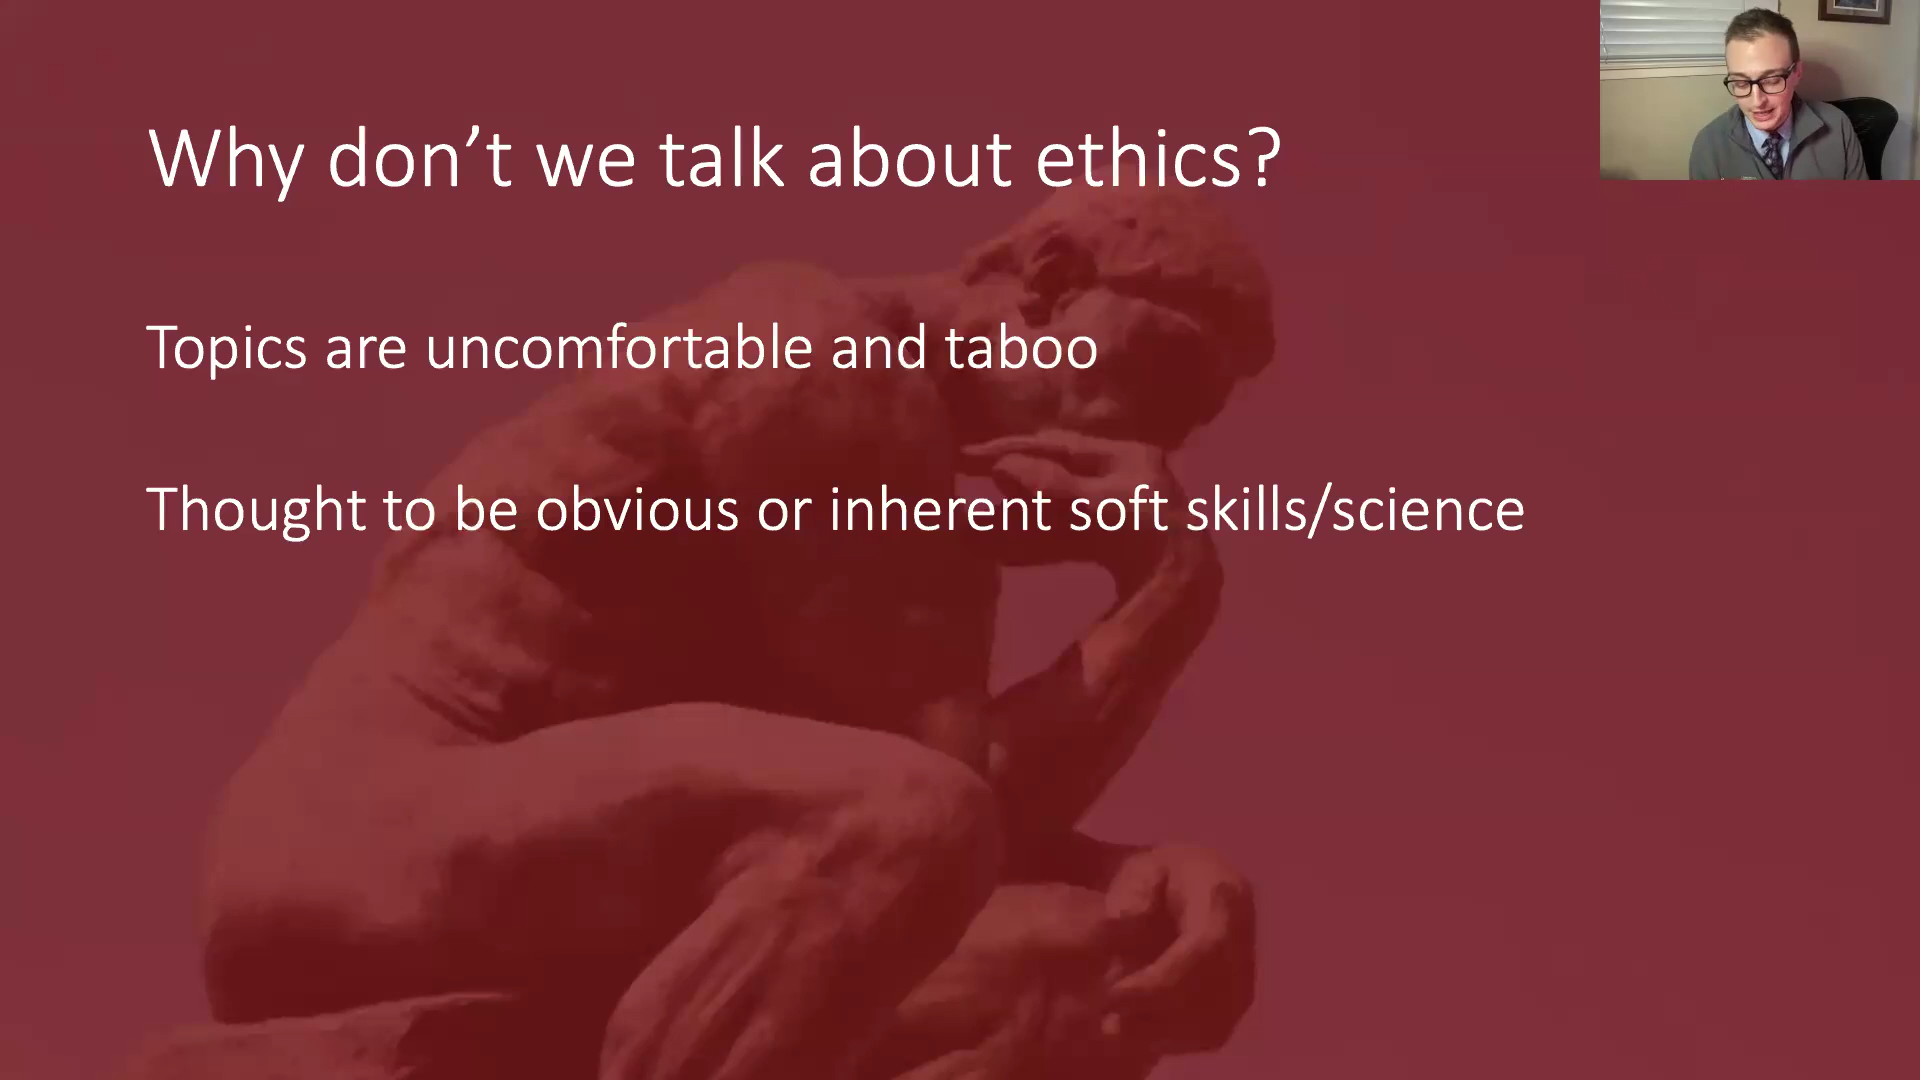 Why don’t we talk about ethics?
Topics are uncomfortable and taboo
Thought to be obvious or inherent soft skills/science